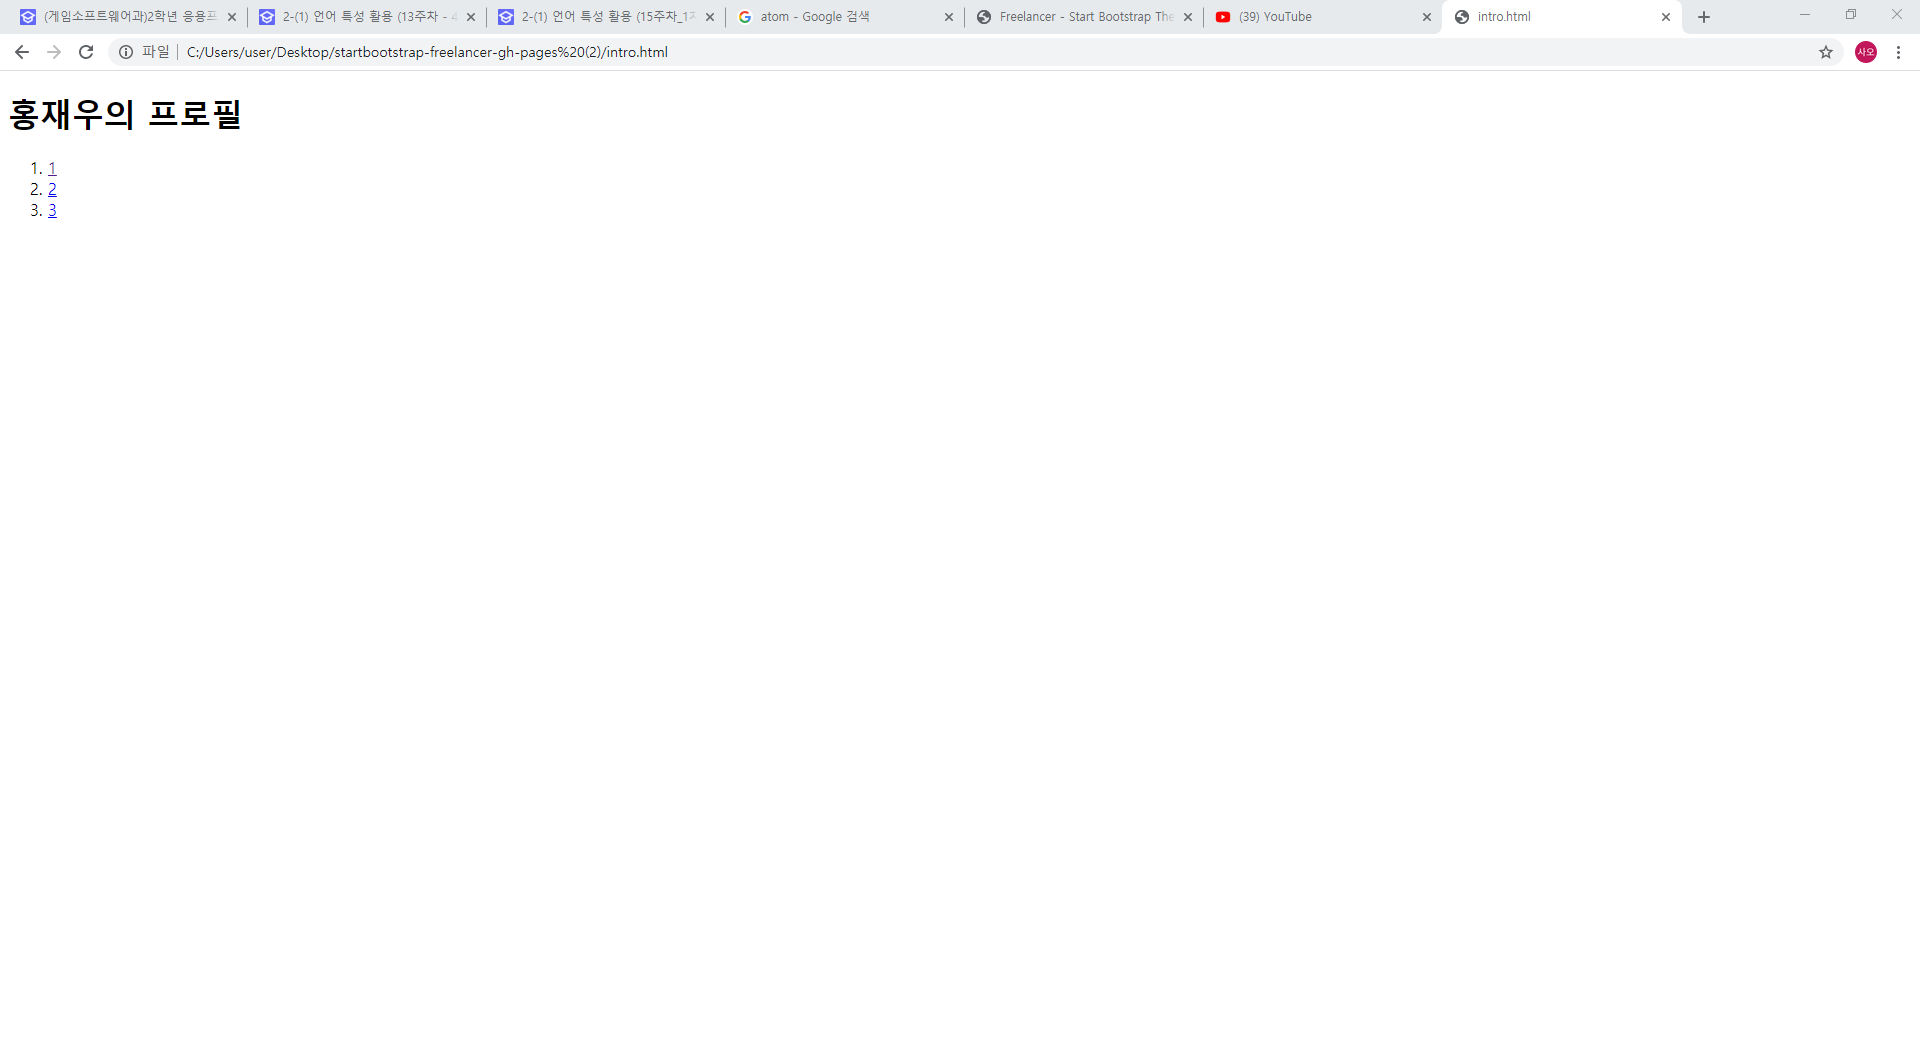 (게임소프트웨어과)2학년 응용프
2-(1) 언어 특성 활용 (13주차 - 4
2-(1) 언어 특성 활용 (15주차_1차
atom - Google 검색
Freelancer - Start Bootstrap The
(39) YouTube
intro.html
파일 C:/Users/user/Desktop/startbootstrap-freelancer-gh-pages%20(2)/intro.html
사오
홍재우의 프로필
1. 1
2. 2
3. 3